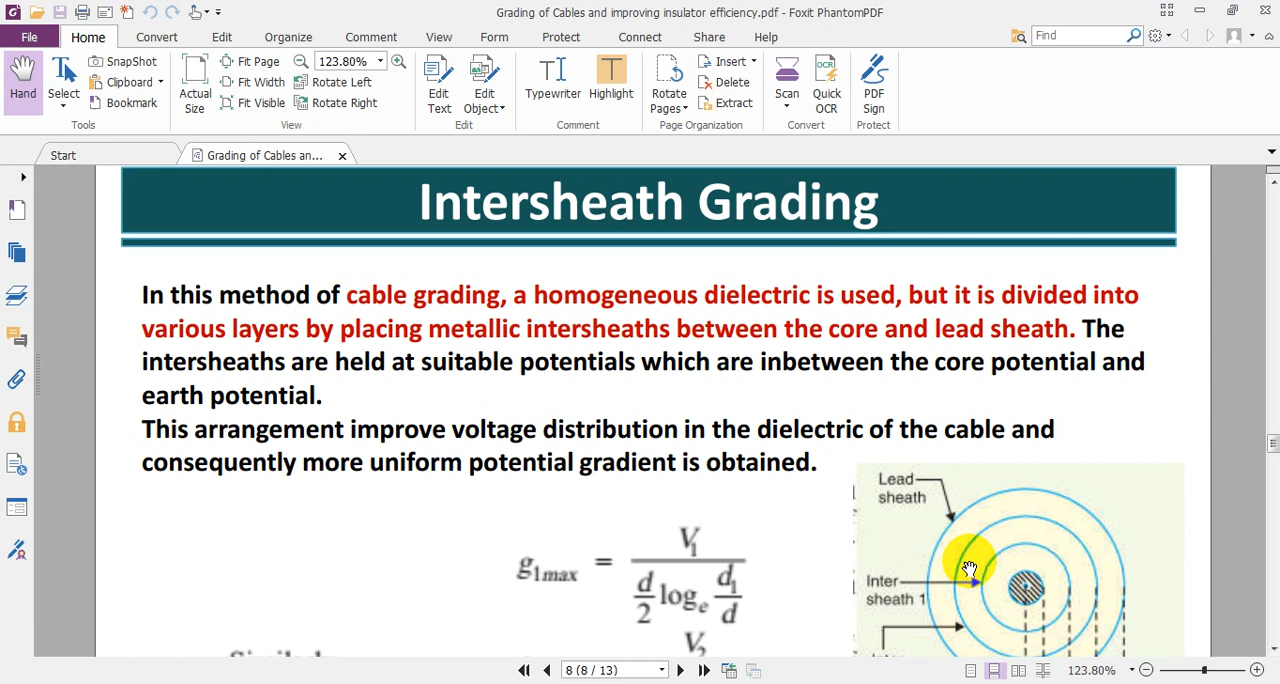 Grading of Cables and improving insulator efficiency.pdf - Foxit PhantomPDF
File Home Convert Edit Organize Comment View Form Protect Connect Share Help Find
Hand
Select
SnapShot
Clipboard
Bookmark
Tools
Actual
Size
Fit Page
Fit Width
Fit Visible
123.80%
Rotate Left
Rotate Right
View
Edit
Text
Edit
Object
Edit
Typewriter
Highlight
Comment
Rotate
Pages
Insert
Delete
Extract
Page Organization
Scan
Quick
OCR
Convert
PDF
Sign
Protect
Start
Grading of Cables an...
Intersheath Grading
In this method of cable grading, a homogeneous dielectric is used, but it is divided into
various layers by placing metallic intersheaths between the core and lead sheath. The
intersheaths are held at suitable potentials which are inbetween the core potential and
earth potential.
This arrangement improve voltage distribution in the dielectric of the cable and
consequently more uniform potential gradient is obtained.
g1max = V1 / (d/2 loge d1/d)
V2
Lead
sheath
Inter
sheath 1
8 (8 / 13)
123.80%